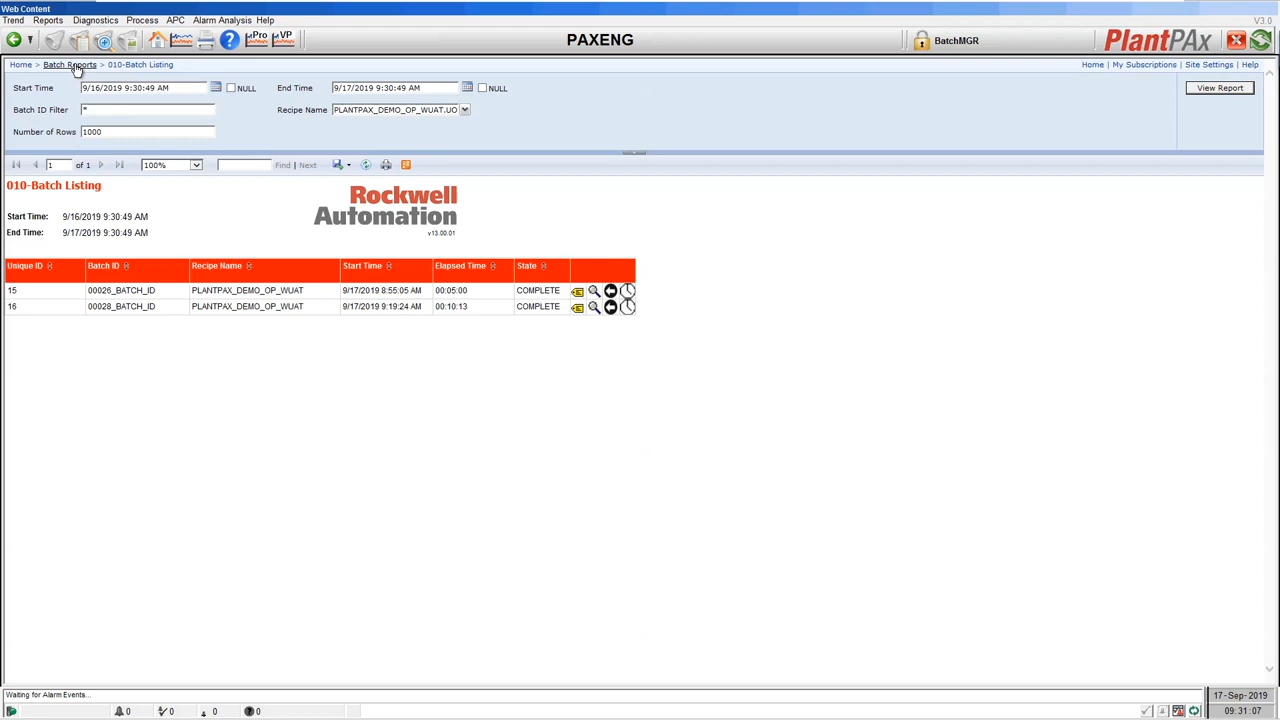 Web Content
Trend Reports Diagnostics Process APC Alarm Analysis Help V3.0
Pro VP PAXENG BatchMGR PlantPAx
Home > Batch Reports > 010-Batch Listing Home | My Subscriptions | Site Settings | Help
Start Time 9/16/2019 9:30:49 AM NULL End Time 9/17/2019 9:30:49 AM NULL View Report
Batch ID Filter * Recipe Name PLANTPAX_DEMO_OP_WUAT.UO
Number of Rows 1000
1 of 1 100% Find | Next
010-Batch Listing
Rockwell
Automation
Start Time: 9/16/2019 9:30:49 AM
End Time: 9/17/2019 9:30:49 AM
v13.00.01
Unique ID Batch ID Recipe Name Start Time Elapsed Time State
15 00026_BATCH_ID PLANTPAX_DEMO_OP_WUAT 9/17/2019 8:55:05 AM 00:05:00 COMPLETE
16 00028_BATCH_ID PLANTPAX_DEMO_OP_WUAT 9/17/2019 9:19:24 AM 00:10:13 COMPLETE
Waiting for Alarm Events... 17-Sep-2019
0 0 0 0 09:31:07